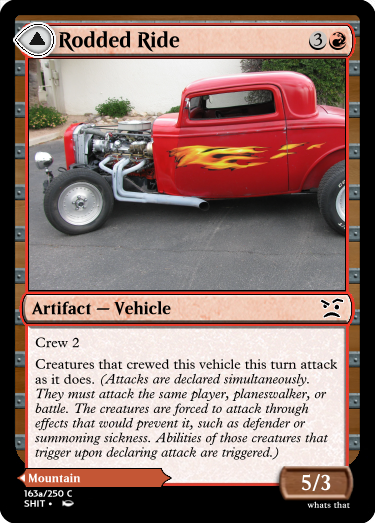 Rodded Ride 3
Artifact — Vehicle
Crew 2
Creatures that crewed this vehicle this turn attack
as it does. (Attacks are declared simultaneously.
They must attack the same player, planeswalker, or
battle. The creatures are forced to attack through
effects that would prevent it, such as defender or
summoning sickness. Abilities of those creatures that
trigger upon declaring attack are triggered.)
Mountain
5/3
163a/250 C
SHIT •
whats that